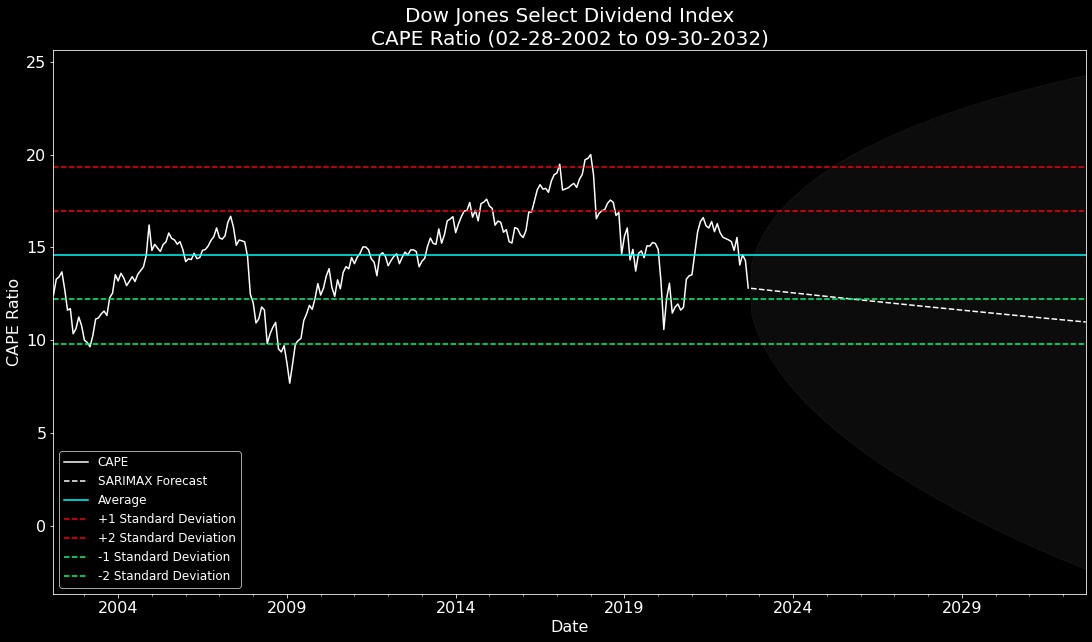 Dow Jones Select Dividend Index
CAPE Ratio (02-28-2002 to 09-30-2032)
25
20
15
10
5
0
CAPE Ratio
CAPE
SARIMAX Forecast
Average
+1 Standard Deviation
+2 Standard Deviation
-1 Standard Deviation
-2 Standard Deviation
2004
2009
2014
2019
2024
2029
Date